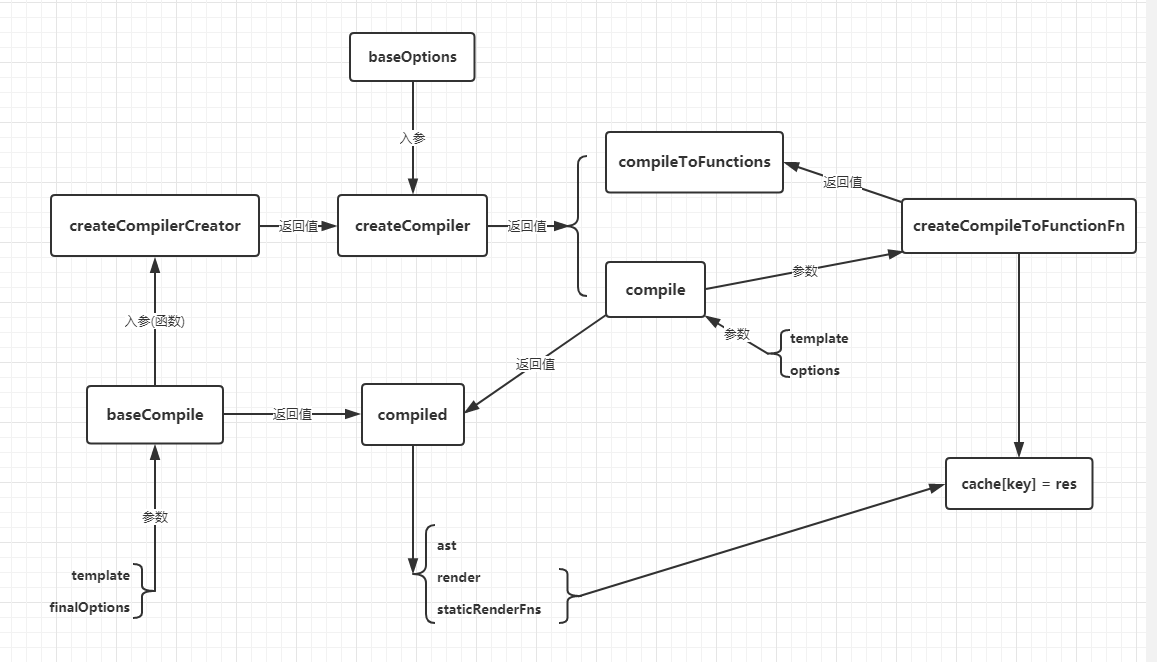 baseOptions
入参
compileToFunctions
返回值
createCompilerCreator
返回值
createCompiler
返回值
createCompileToFunctionFn
参数
compile
入参(函数)
参数
template
options
返回值
baseCompile
返回值
compiled
cache[key] = res
参数
ast
template
render
finalOptions
staticRenderFns